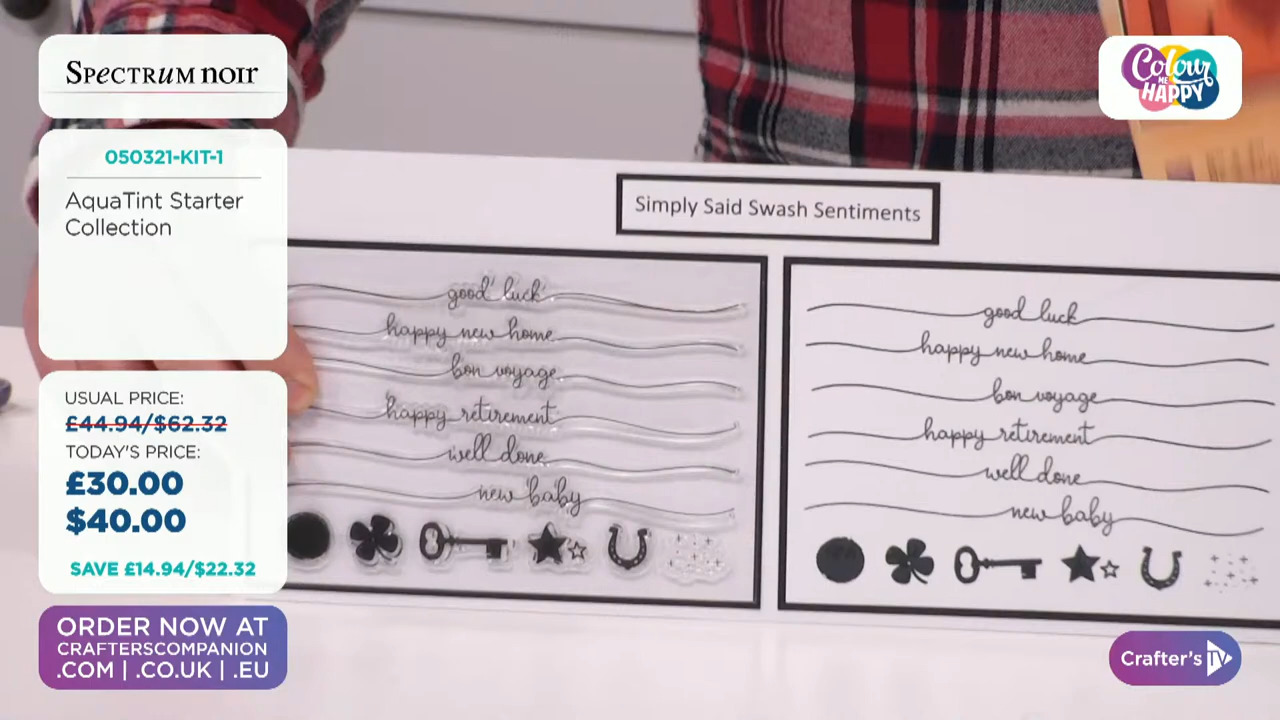 SPECTRUM NOIR
050321-KIT-1
AquaTint Starter
Collection
USUAL PRICE:
£44.94/$62.32
TODAY'S PRICE:
£30.00
$40.00
SAVE £14.94/$22.32
ORDER NOW AT
CRAFTERSCOMPANION
.COM | .CO.UK | .EU
Colour
ME
HAPPY
Simply Said Swash Sentiments
good luck
happy new home
bon voyage
happy retirement
well done
new baby
good luck
happy new home
bon voyage
happy retirement
well done
new baby
Crafter's TV